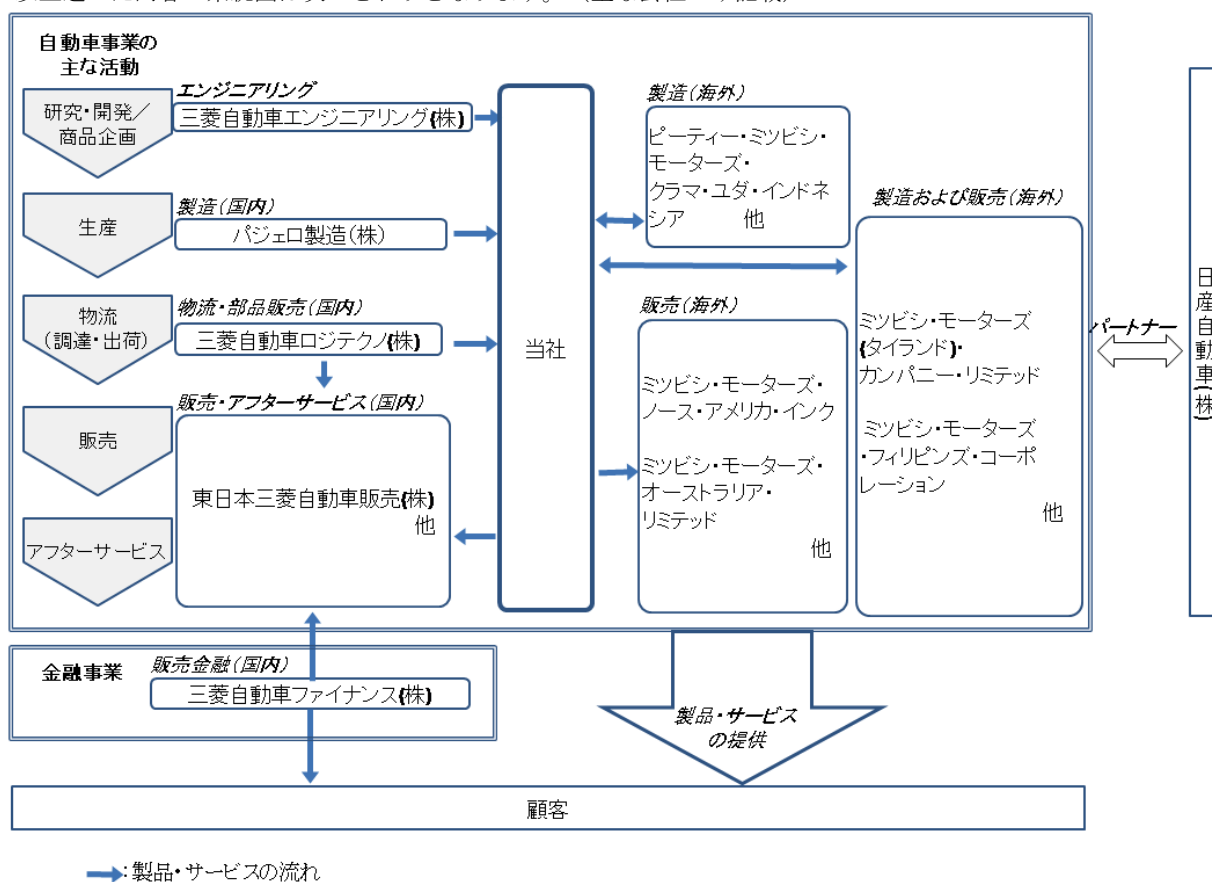 自動車事業の
主な活動
研究・開発/
商品企画
エンジニアリング
三菱自動車エンジニアリング(株)
生産
製造(国内)
パジェロ製造(株)
物流
(調達・出荷)
物流・部品販売(国内)
三菱自動車ロジテクノ(株)
販売
アフターサービス
販売・アフターサービス(国内)
東日本三菱自動車販売(株)
他
当社
製造(海外)
ピーティー・ミツビシ・
モーターズ・
クラマ・ユダ・インドネ
シア 他
販売(海外)
ミツビシ・モーターズ・
ノース・アメリカ・インク
ミツビシ・モーターズ・
オーストラリア・
リミテッド
他
製造および販売(海外)
ミツビシ・モーターズ
(タイランド)・
カンパニー・リミテッド
ミツビシ・モーターズ
・フィリピンズ・コーポ
レーション
他
パートナー
日産自動車(株)
金融事業
販売金融(国内)
三菱自動車ファイナンス(株)
製品・サービス
の提供
顧客
:製品・サービスの流れ